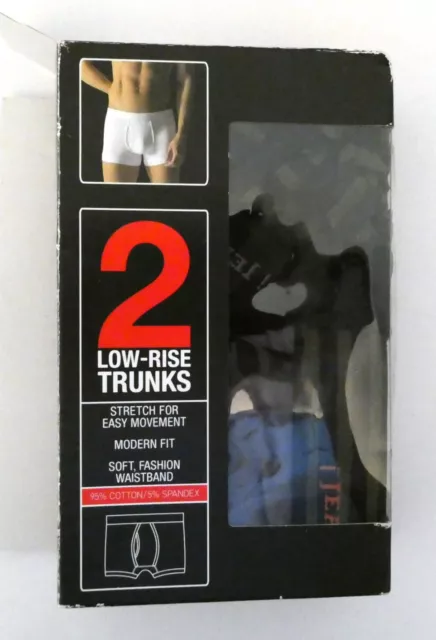 2
LOW-RISE
TRUNKS
STRETCH FOR
EASY MOVEMENT
MODERN FIT
SOFT, FASHION
WAISTBAND
95% COTTON/5% SPANDEX